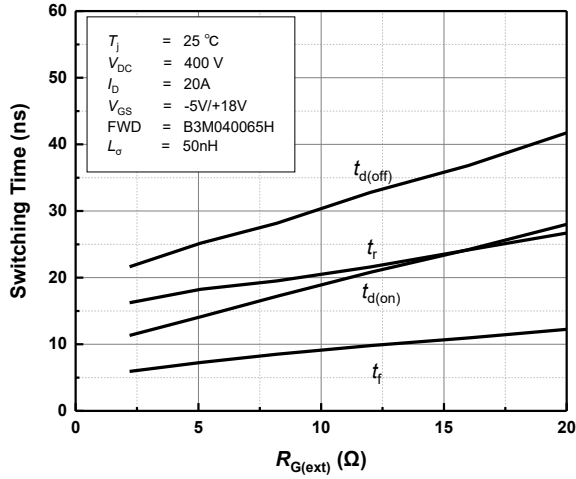 60
50
40
30
20
10
0
Switching Time (ns)
Tj = 25 ℃
VDC = 400 V
ID = 20A
VGS = -5V/+18V
FWD = B3M040065H
Lσ = 50nH
td(off)
tr
td(on)
tf
0 5 10 15 20
RG(ext) (Ω)